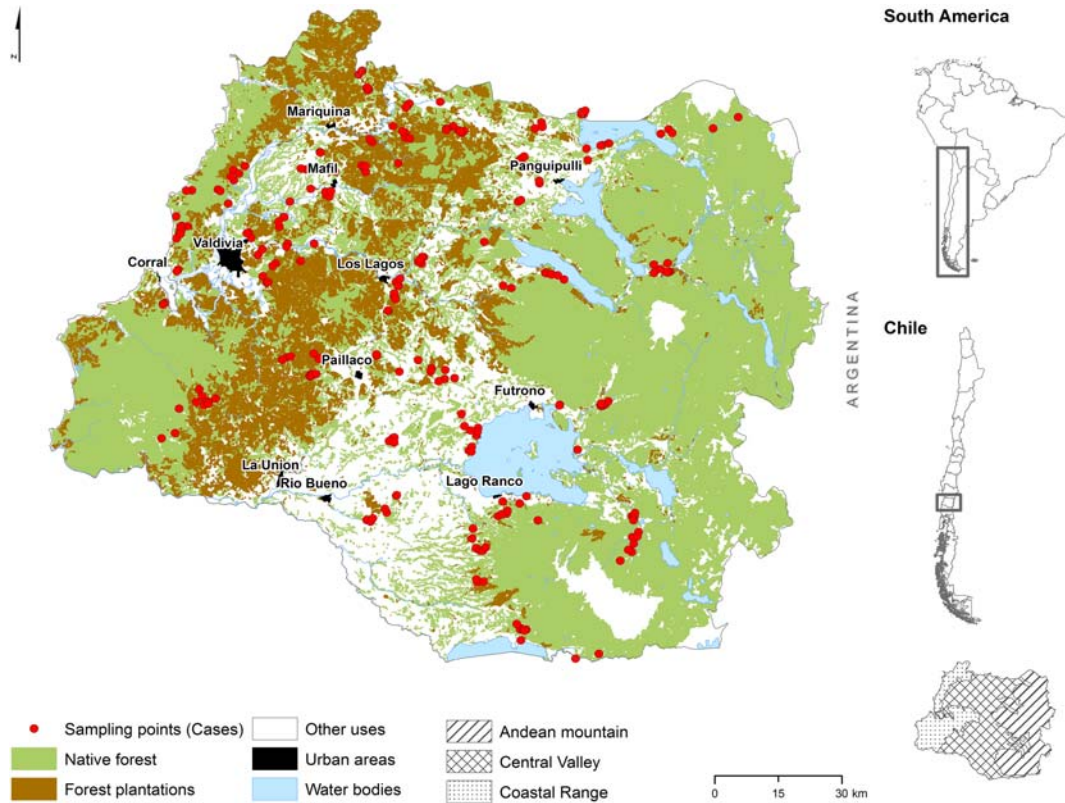 N
South America
Mariquina
Mafil
Panguipulli
Valdivia
Corral
Los Lagos
Chile
ARGENTINA
Paillaco
Futrono
La Union
Rio Bueno
Lago Ranco
Sampling points (Cases)
Native forest
Forest plantations
Other uses
Urban areas
Water bodies
Andean mountain
Central Valley
Coastal Range
0 15 30 km